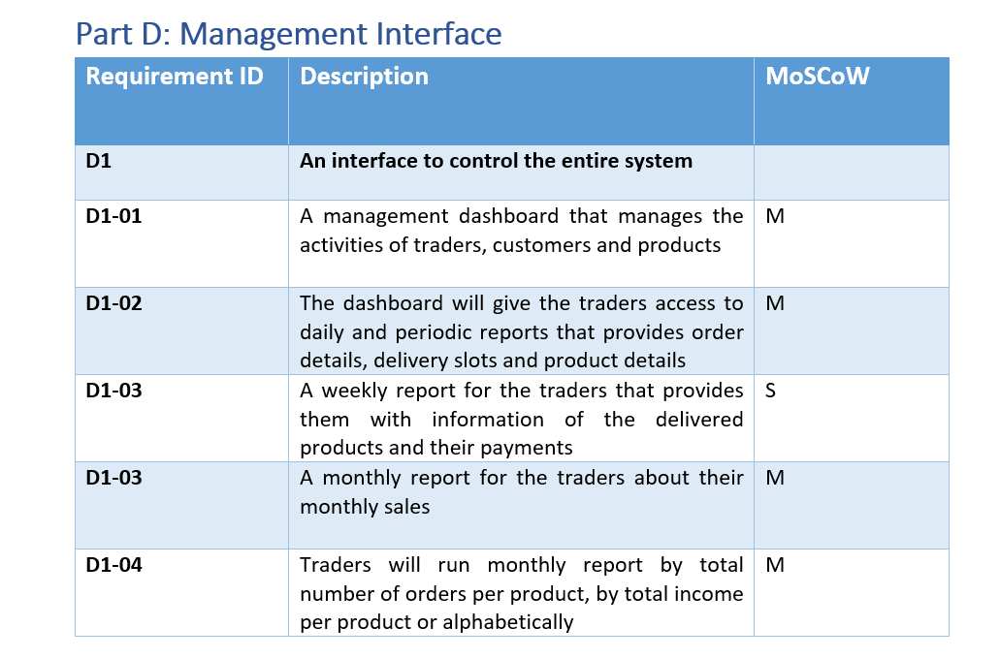 Part D: Management Interface
Requirement ID Description MoSCoW
D1 An interface to control the entire system
D1-01 A management dashboard that manages the M
activities of traders, customers and products
D1-02 The dashboard will give the traders access to M
daily and periodic reports that provides order
details, delivery slots and product details
D1-03 A weekly report for the traders that provides S
them with information of the delivered
products and their payments
D1-03 A monthly report for the traders about their M
monthly sales
D1-04 Traders will run monthly report by total M
number of orders per product, by total income
per product or alphabetically